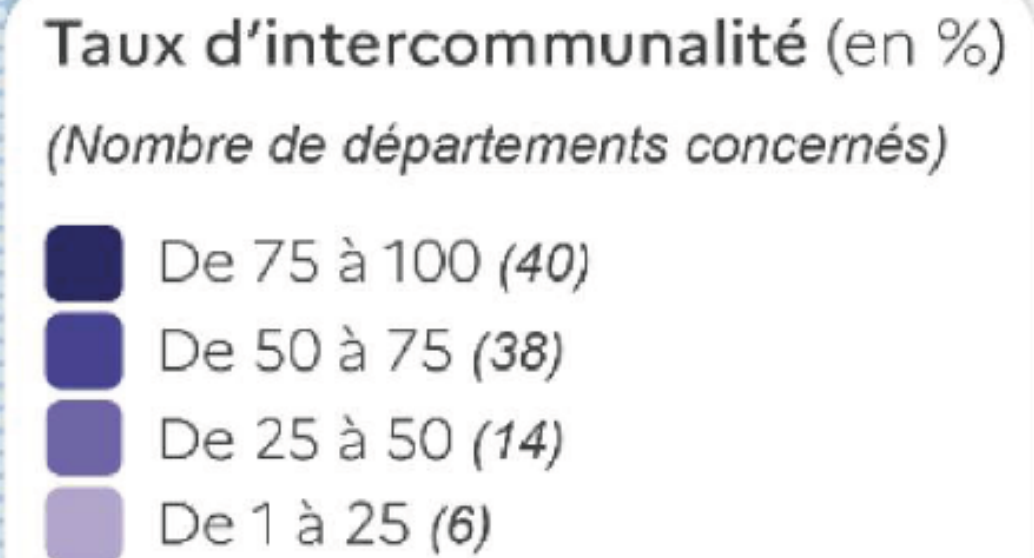 Taux d'intercommunalité (en %)
(Nombre de départements concernés)
De 75 à 100 (40)
De 50 à 75 (38)
De 25 à 50 (14)
De 1 à 25 (6)